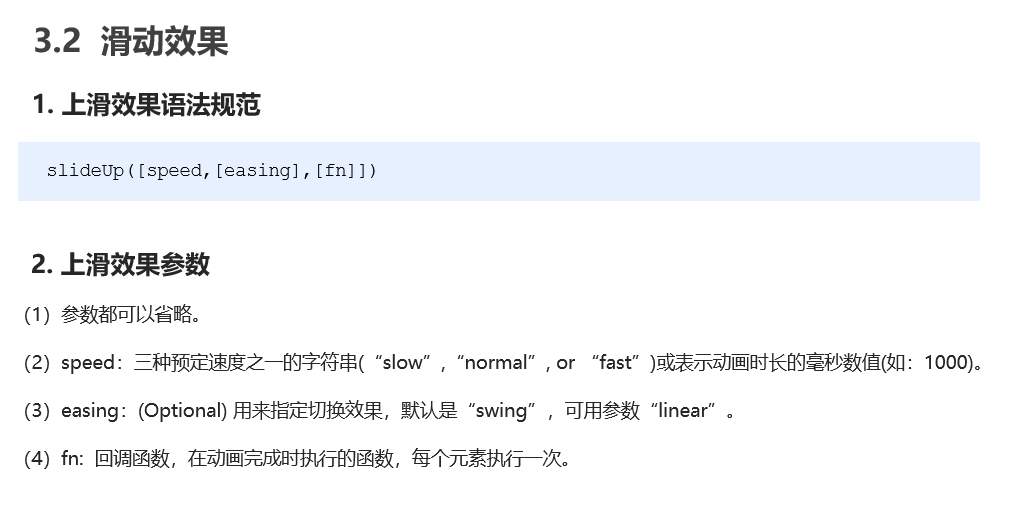 3.2 滑动效果
1. 上滑效果语法规范
slideUp([speed,[easing],[fn]])
2. 上滑效果参数
（1）参数都可以省略。
（2）speed：三种预定速度之一的字符串(“slow”,“normal”, or “fast”)或表示动画时长的毫秒数值(如：1000)。
（3）easing：(Optional) 用来指定切换效果，默认是“swing”，可用参数“linear”。
（4）fn: 回调函数，在动画完成时执行的函数，每个元素执行一次。